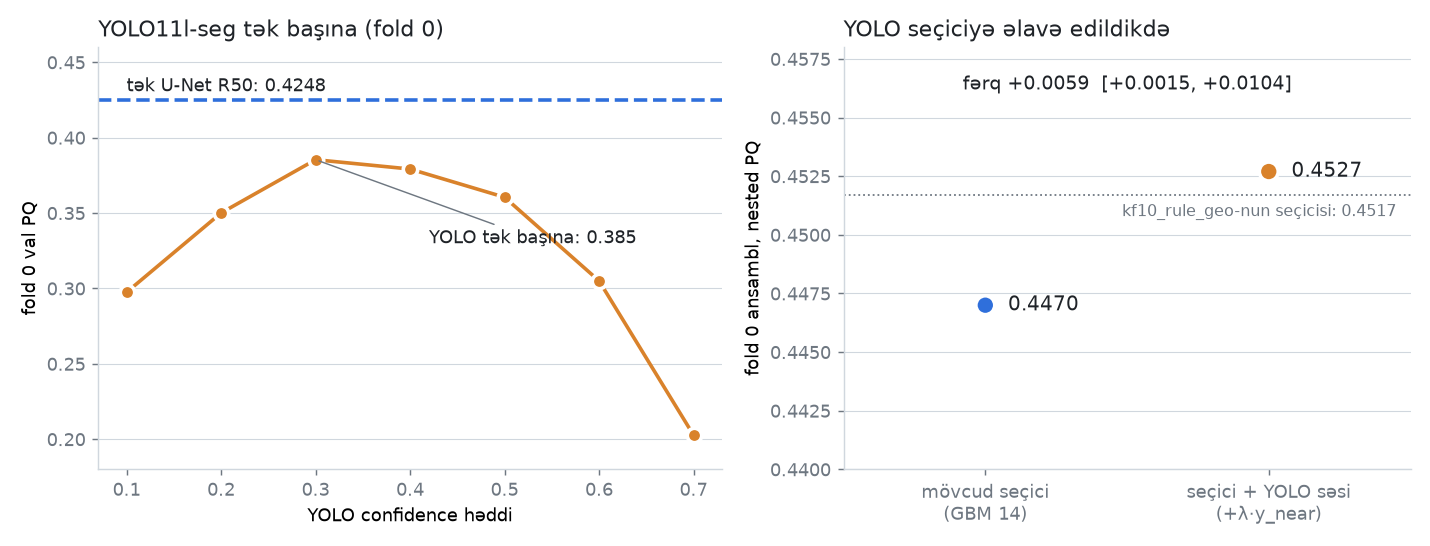 YOLO11l-seg tək başına (fold 0)
fold 0 val PQ
0.45
0.40
0.35
0.30
0.25
0.20
tək U-Net R50: 0.4248
YOLO tək başına: 0.385
0.1 0.2 0.3 0.4 0.5 0.6 0.7
YOLO confidence həddi
YOLO seçiciyə əlavə edildikdə
fold 0 ansambl, nested PQ
0.4575
0.4550
0.4525
0.4500
0.4475
0.4450
0.4425
0.4400
fərq +0.0059 [+0.0015, +0.0104]
0.4527
kf10_rule_geo-nun seçicisi: 0.4517
0.4470
mövcud seçici
(GBM 14)
seçici + YOLO səsi
(+λ·y_near)